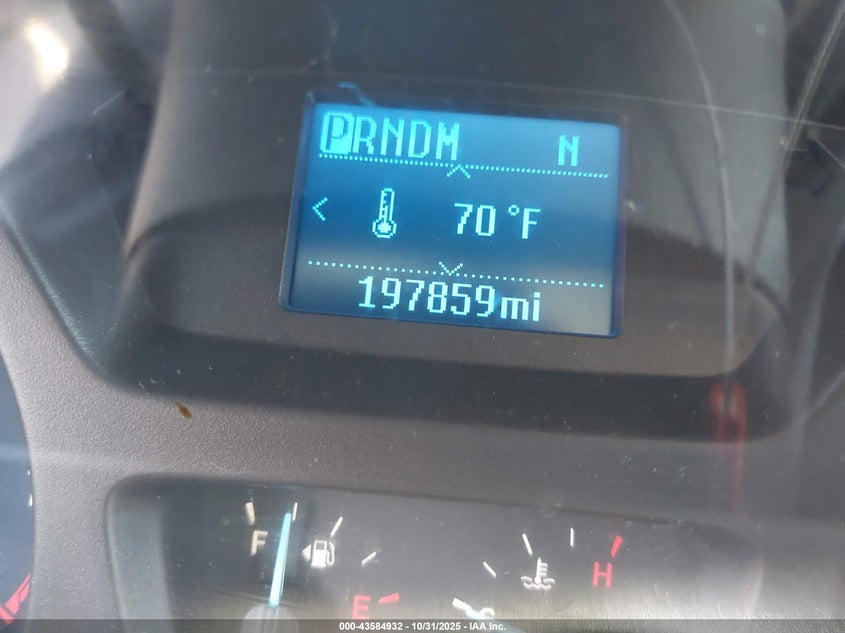 PRNDM N
70 °F
197859mi
F
E
H
C
000-43584932 - 10/31/2025 - IAA Inc.